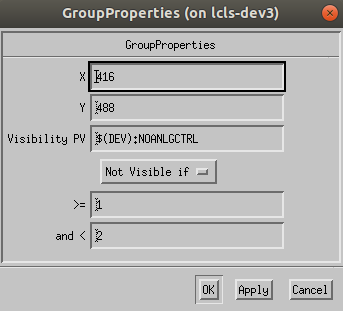 GroupProperties (on lcls-dev3)
GroupProperties
X 416
Y 488
Visibility PV $(DEV):NOANLGCTRL
Not Visible if
>= 1
and < 2
OK Apply Cancel